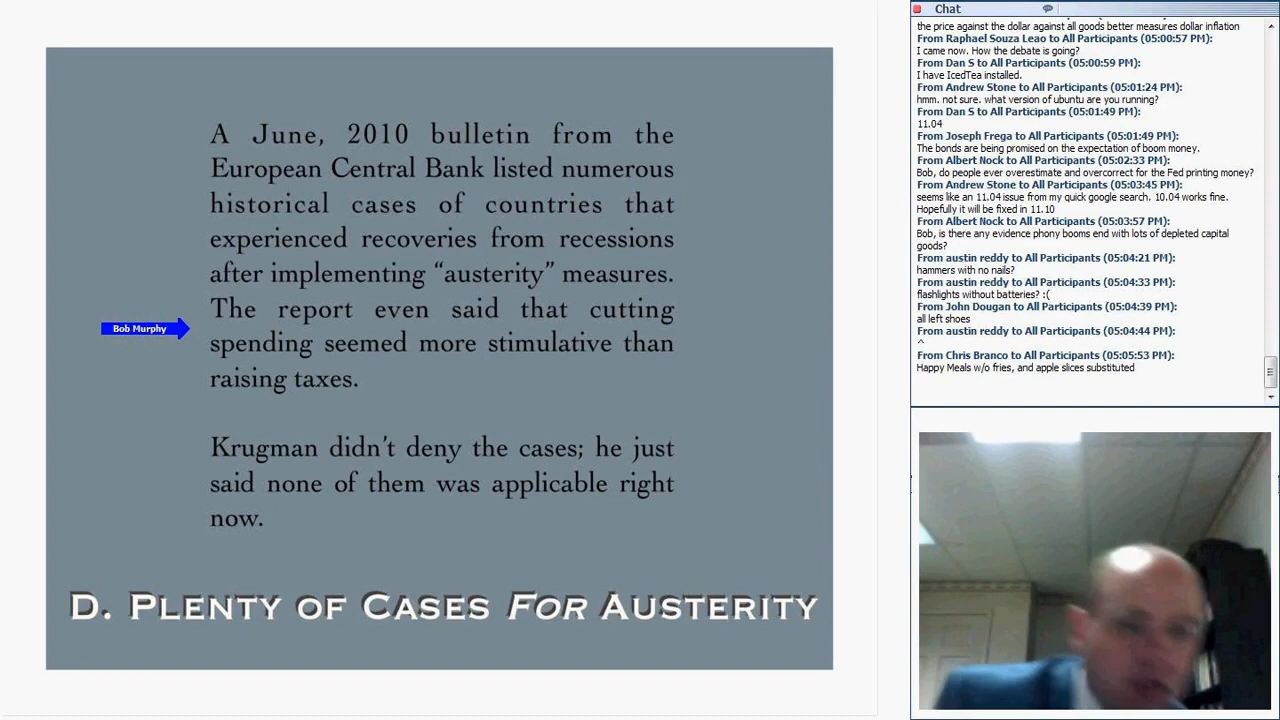 A June, 2010 bulletin from the
European Central Bank listed numerous
historical cases of countries that
experienced recoveries from recessions
after implementing “austerity” measures.
The report even said that cutting
spending seemed more stimulative than
raising taxes.
Krugman didn’t deny the cases; he just
said none of them was applicable right
now.
D. Plenty of Cases For Austerity
Bob Murphy
Chat
the price against the dollar against all goods better measures dollar inflation
From Raphael Souza Leao to All Participants (05:00:57 PM):
I came now. How the debate is going?
From Dan S to All Participants (05:00:59 PM):
I have IcedTea installed.
From Andrew Stone to All Participants (05:01:24 PM):
hmm. not sure. what version of ubuntu are you running?
From Dan S to All Participants (05:01:49 PM):
11.04
From Joseph Frega to All Participants (05:01:49 PM):
The bonds are being promised on the expectation of boom money.
From Albert Nock to All Participants (05:02:33 PM):
Bob, do people ever overestimate and overcorrect for the Fed printing money?
From Andrew Stone to All Participants (05:03:45 PM):
seems like an 11.04 issue from my quick google search. 10.04 works fine.
Hopefully it will be fixed in 11.10
From Albert Nock to All Participants (05:03:57 PM):
Bob, is there any evidence phony booms end with lots of depleted capital
goods?
From austin reddy to All Participants (05:04:21 PM):
hammers with no nails?
From austin reddy to All Participants (05:04:33 PM):
flashlights without batteries? :(
From John Dougan to All Participants (05:04:39 PM):
all left shoes
From austin reddy to All Participants (05:04:44 PM):
^
From Chris Branco to All Participants (05:05:53 PM):
Happy Meals w/o fries, and apple slices substituted